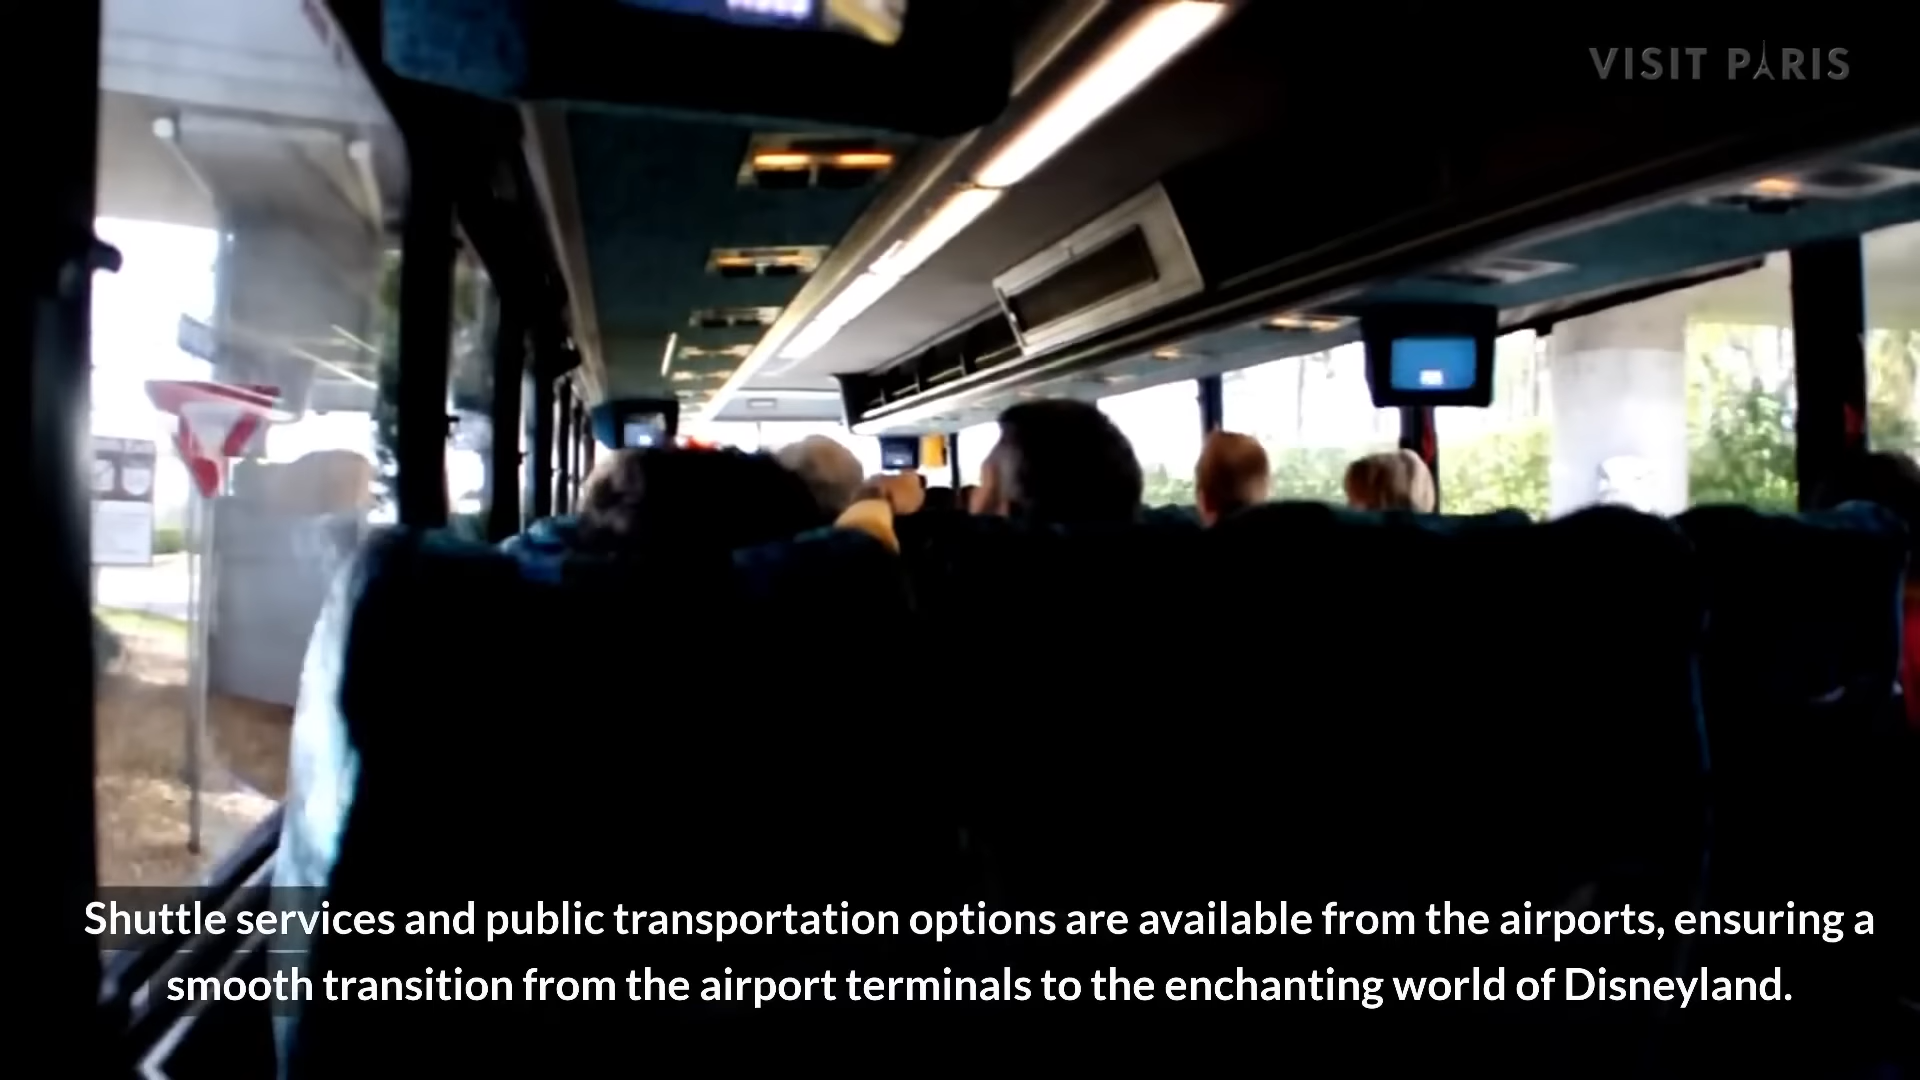 VISIT PARIS
Shuttle services and public transportation options are available from the airports, ensuring a
smooth transition from the airport terminals to the enchanting world of Disneyland.